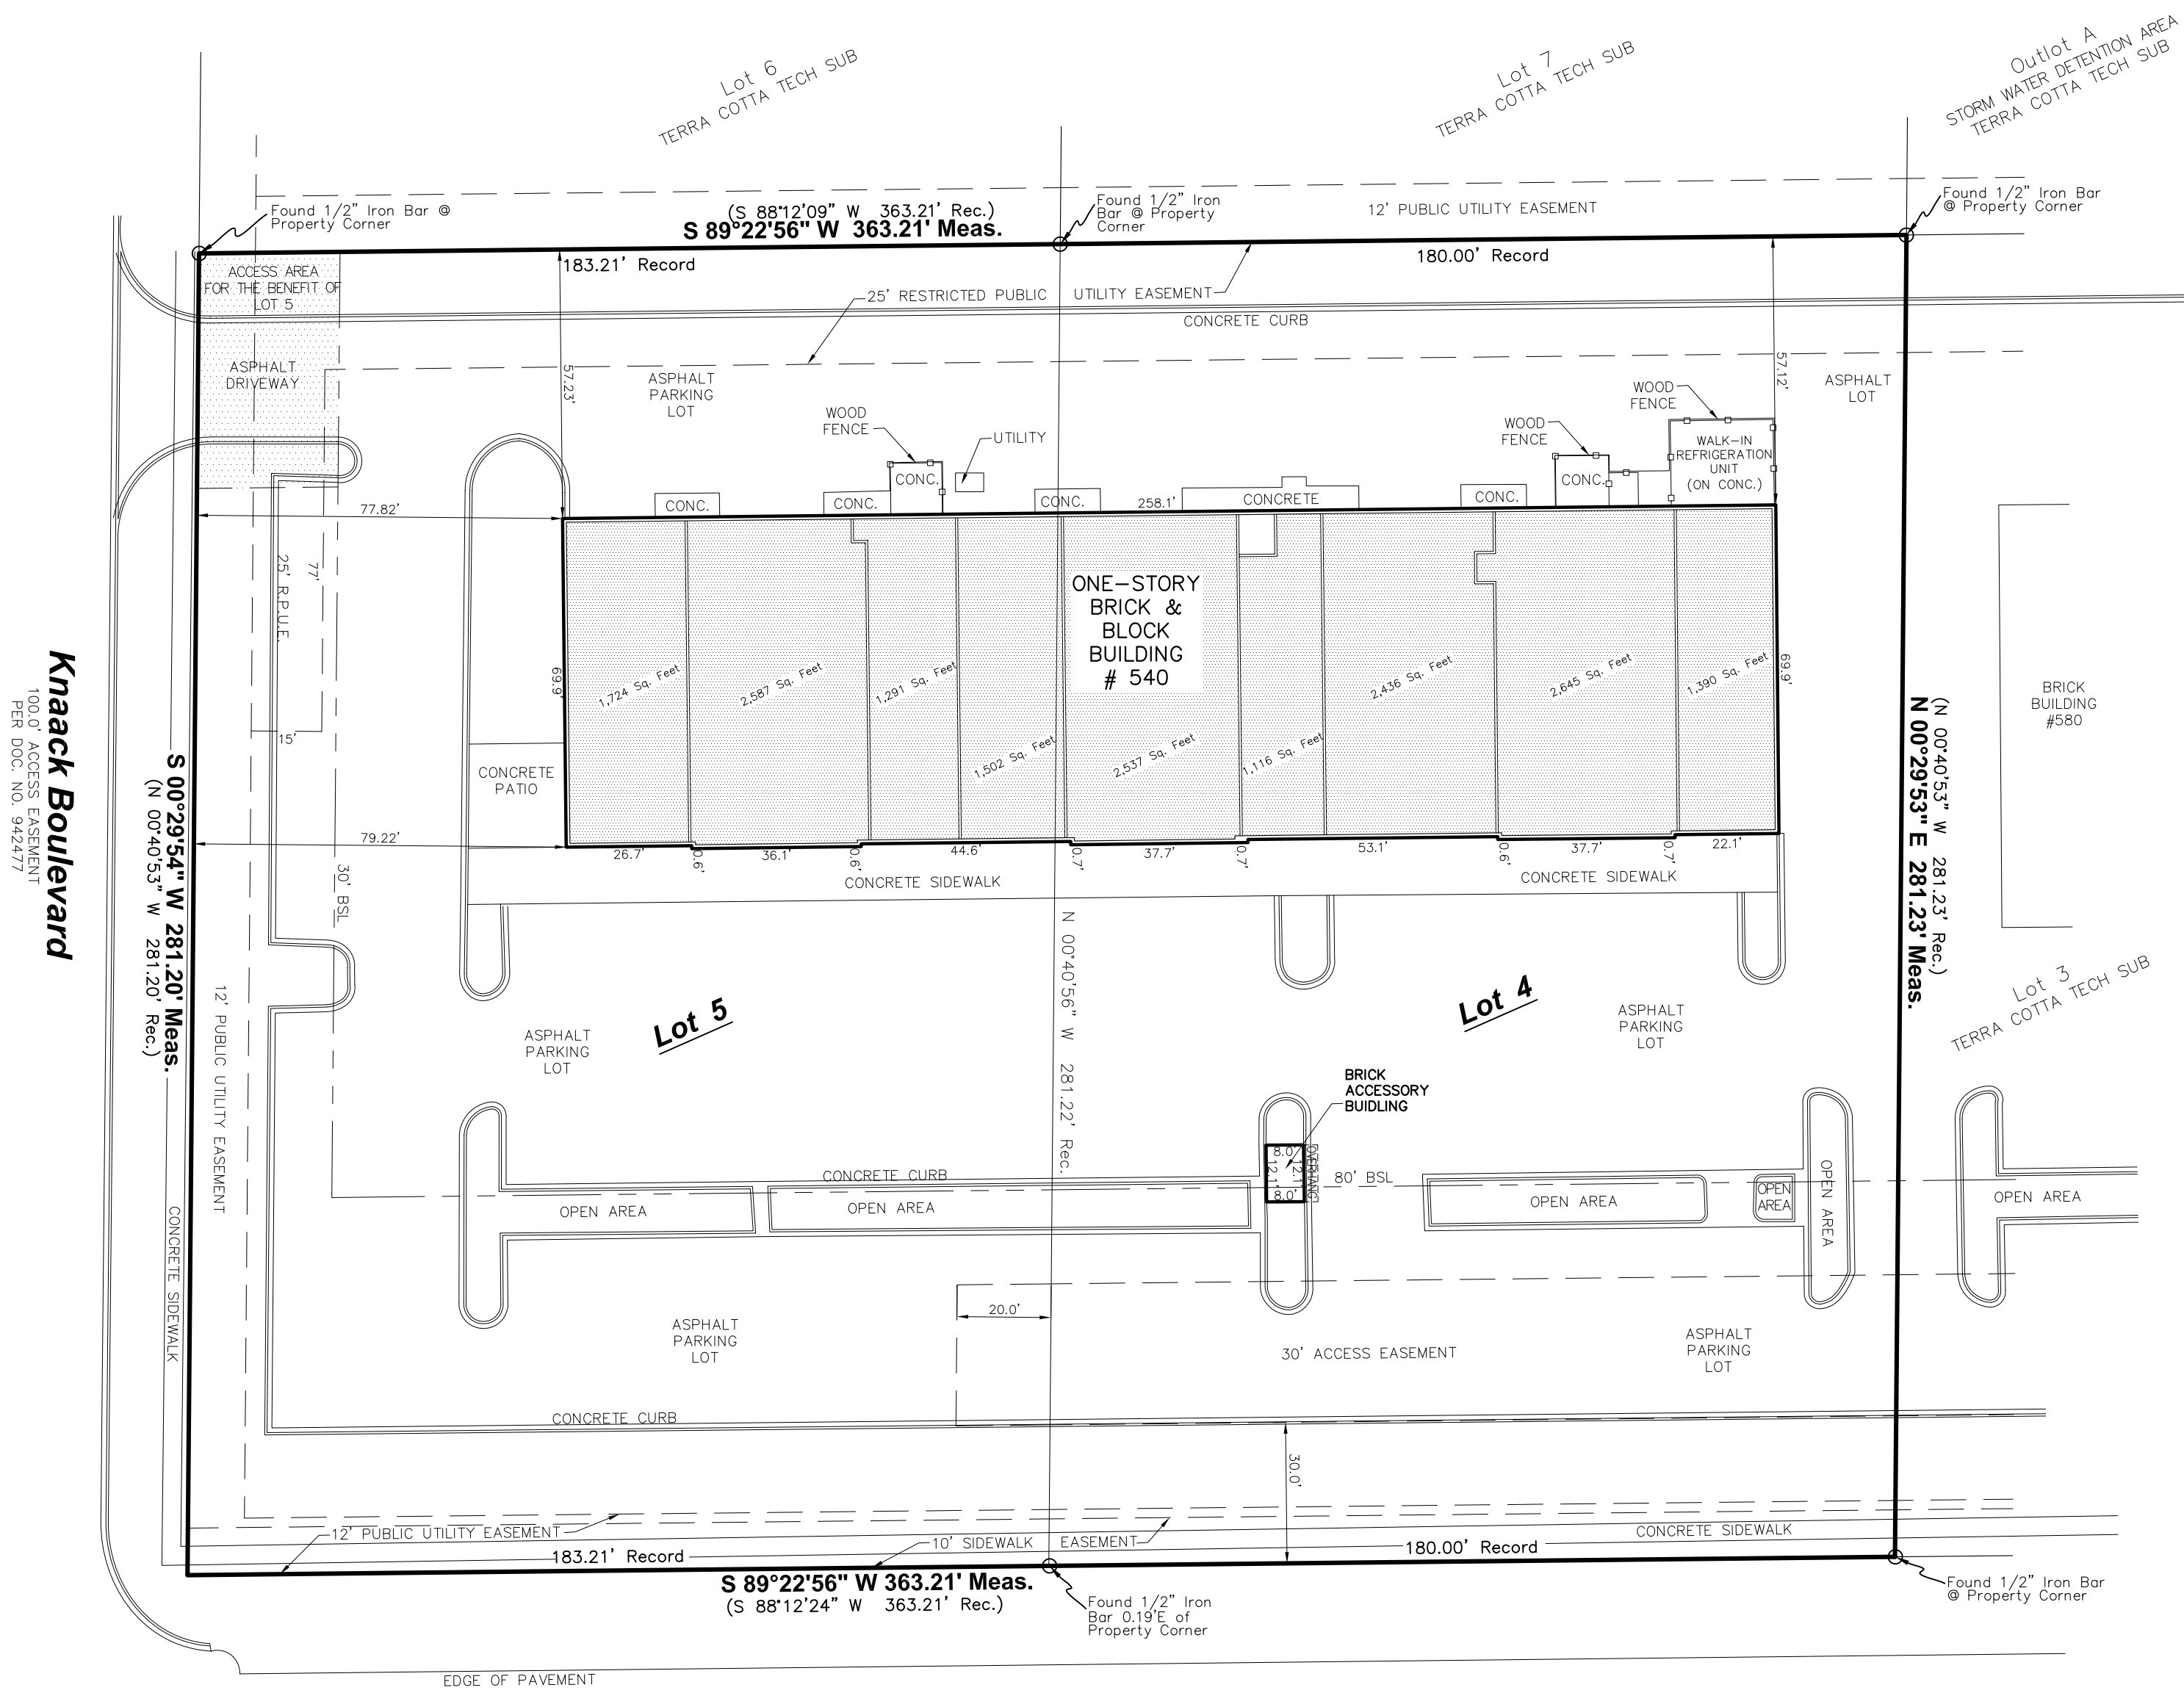 Lot 6
TERRA COTTA TECH SUB
Lot 7
TERRA COTTA TECH SUB
Outlot A
STORM WATER DETENTION AREA
TERRA COTTA TECH SUB
Found 1/2" Iron Bar @
Property Corner
(S 88°12'09" W 363.21' Rec.)
S 89°22'56" W 363.21' Meas.
Found 1/2" Iron
Bar @ Property
Corner
12' PUBLIC UTILITY EASEMENT
Found 1/2" Iron Bar
@ Property Corner
183.21' Record
180.00' Record
ACCESS AREA
FOR THE BENEFIT OF
LOT 5
25' RESTRICTED PUBLIC UTILITY EASEMENT
CONCRETE CURB
ASPHALT
DRIVEWAY
57.23'
ASPHALT
PARKING
LOT
57.12'
ASPHALT
LOT
WOOD
FENCE
UTILITY
WOOD
FENCE
WOOD
FENCE
WALK-IN
REFRIGERATION
UNIT
(ON CONC.)
CONC.
CONC.
CONC.
CONC.
258.1'
CONCRETE
CONC.
CONC.
77.82'
25' R.P.U.E.
77'
15'
ONE-STORY
BRICK &
BLOCK
BUILDING
# 540
69.9'
1,724 Sq. Feet
2,587 Sq. Feet
1,291 Sq. Feet
1,502 Sq. Feet
2,537 Sq. Feet
1,116 Sq. Feet
2,436 Sq. Feet
2,645 Sq. Feet
1,390 Sq. Feet
69.9'
BRICK
BUILDING
#580
Knaack Boulevard
100.0' ACCESS EASEMENT
PER DOC. NO. 942477
S 00°29'54" W 281.20' Meas.
(N 00°40'53" W 281.20' Rec.)
(N 00°40'53" W 281.23' Rec.)
N 00°29'53" E 281.23' Meas.
CONCRETE
PATIO
79.22'
30' BSL
26.7'
0.6'
36.1'
0.6'
44.6'
0.7'
37.7'
0.7'
53.1'
0.6'
37.7'
0.7'
22.1'
CONCRETE SIDEWALK
CONCRETE SIDEWALK
N 00°40'56" W 281.22' Rec.
12' PUBLIC UTILITY EASEMENT
Lot 5
Lot 4
ASPHALT
PARKING
LOT
ASPHALT
PARKING
LOT
Lot 3
TERRA COTTA TECH SUB
BRICK
ACCESSORY
BUIDLING
8.0'
12.1'
12.1'
8.0'
OVERHANG
80' BSL
CONCRETE CURB
OPEN AREA
OPEN AREA
OPEN AREA
OPEN
AREA
OPEN AREA
OPEN AREA
CONCRETE SIDEWALK
20.0'
ASPHALT
PARKING
LOT
30' ACCESS EASEMENT
ASPHALT
PARKING
LOT
CONCRETE CURB
30.0'
12' PUBLIC UTILITY EASEMENT
10' SIDEWALK EASEMENT
CONCRETE SIDEWALK
183.21' Record
180.00' Record
S 89°22'56" W 363.21' Meas.
(S 88°12'24" W 363.21' Rec.)
Found 1/2" Iron
Bar 0.19'E of
Property Corner
Found 1/2" Iron Bar
@ Property Corner
EDGE OF PAVEMENT